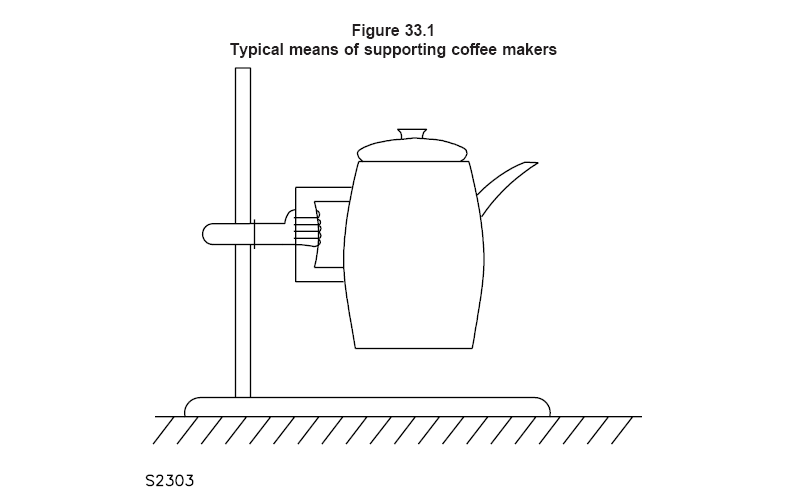 Figure 33.1
Typical means of supporting coffee makers
S2303